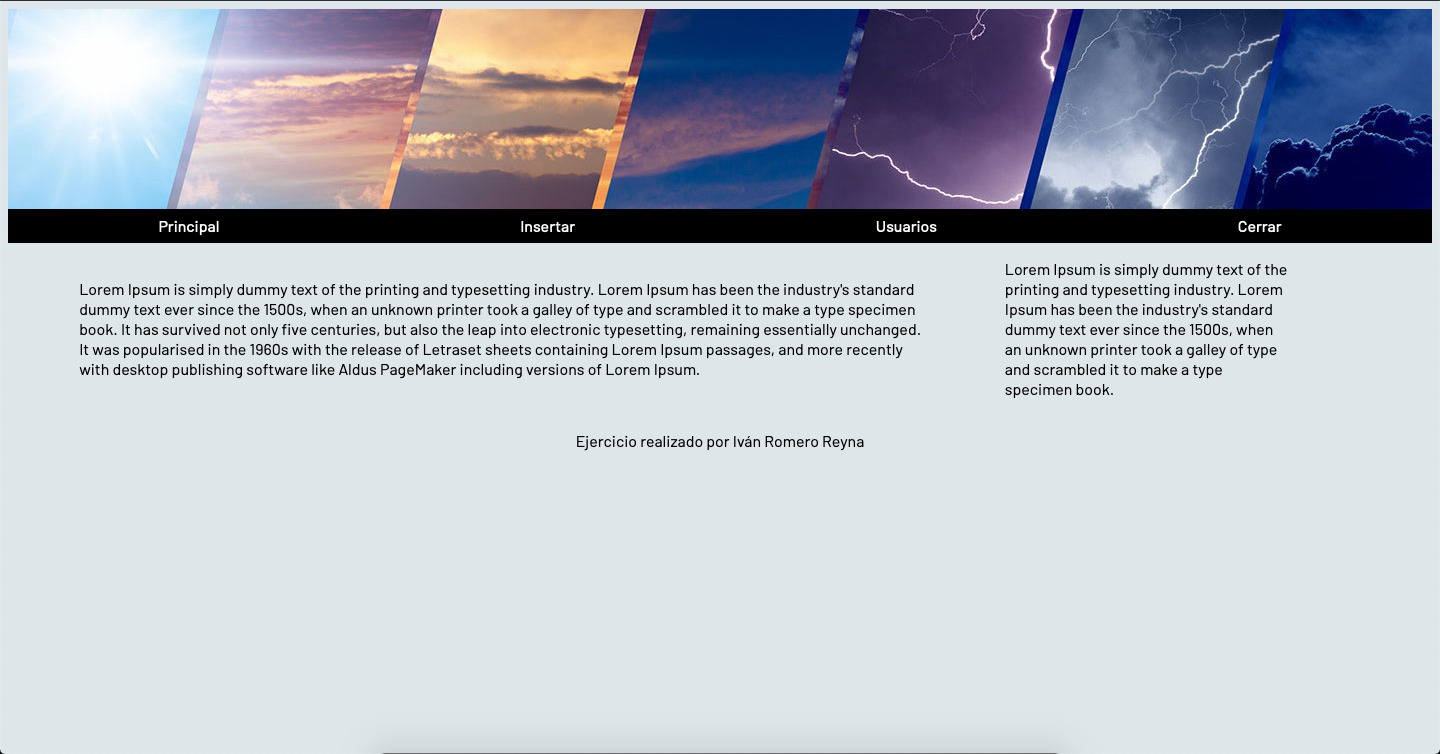 Principal Insertar Usuarios Cerrar
Lorem Ipsum is simply dummy text of the printing and typesetting industry. Lorem Ipsum has been the industry's standard
dummy text ever since the 1500s, when an unknown printer took a galley of type and scrambled it to make a type specimen
book. It has survived not only five centuries, but also the leap into electronic typesetting, remaining essentially unchanged.
It was popularised in the 1960s with the release of Letraset sheets containing Lorem Ipsum passages, and more recently
with desktop publishing software like Aldus PageMaker including versions of Lorem Ipsum.
Lorem Ipsum is simply dummy text of the
printing and typesetting industry. Lorem
Ipsum has been the industry's standard
dummy text ever since the 1500s, when
an unknown printer took a galley of type
and scrambled it to make a type
specimen book.
Ejercicio realizado por Iván Romero Reyna